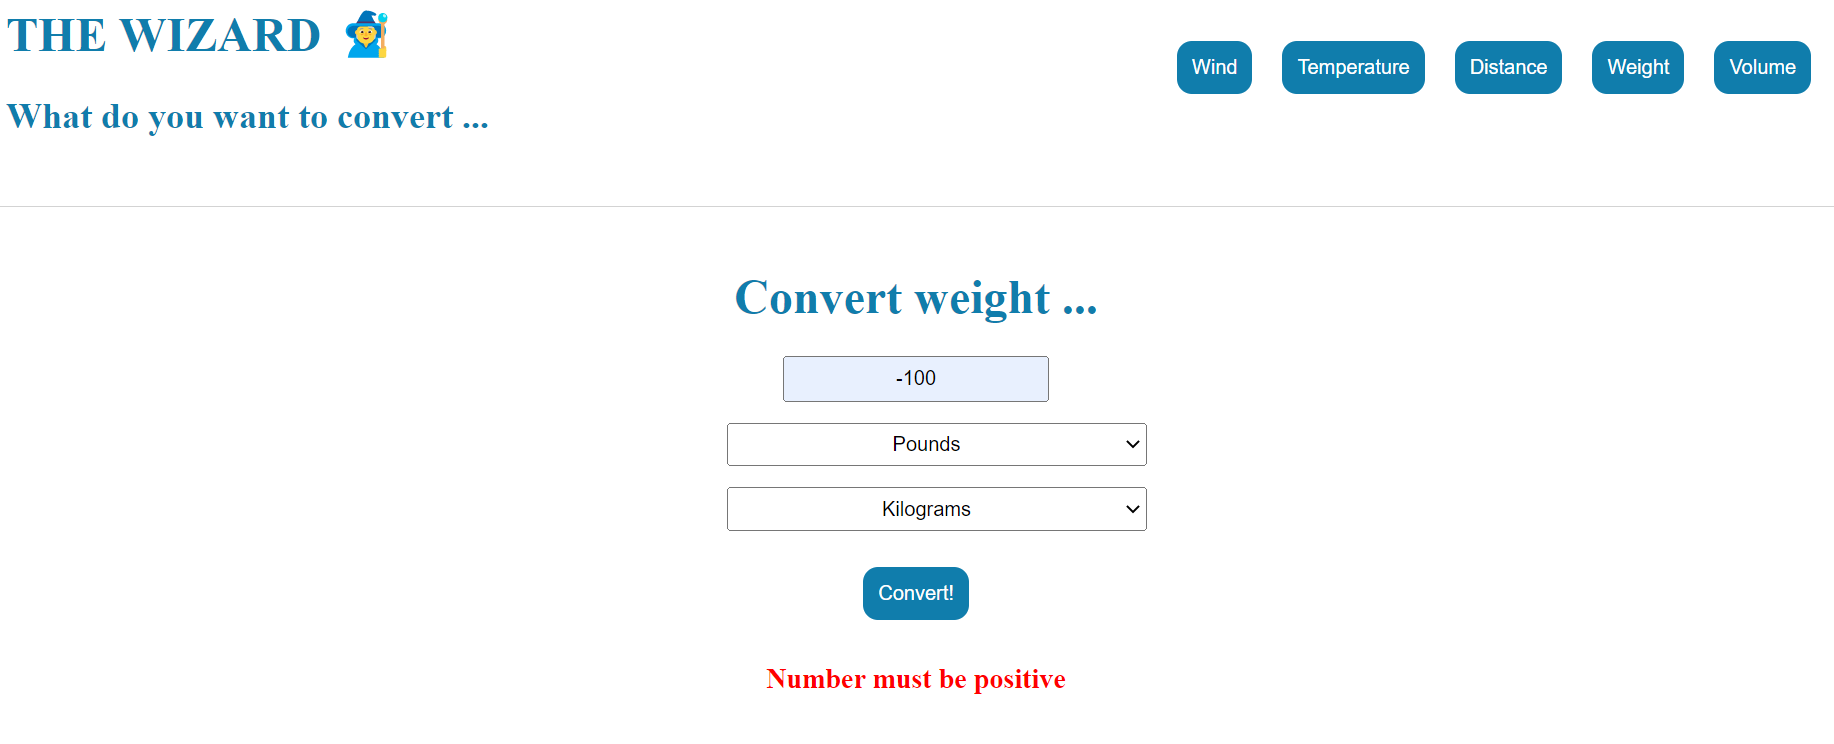 THE WIZARD
Wind Temperature Distance Weight Volume
What do you want to convert ...
Convert weight ...
-100
Pounds
Kilograms
Convert!
Number must be positive